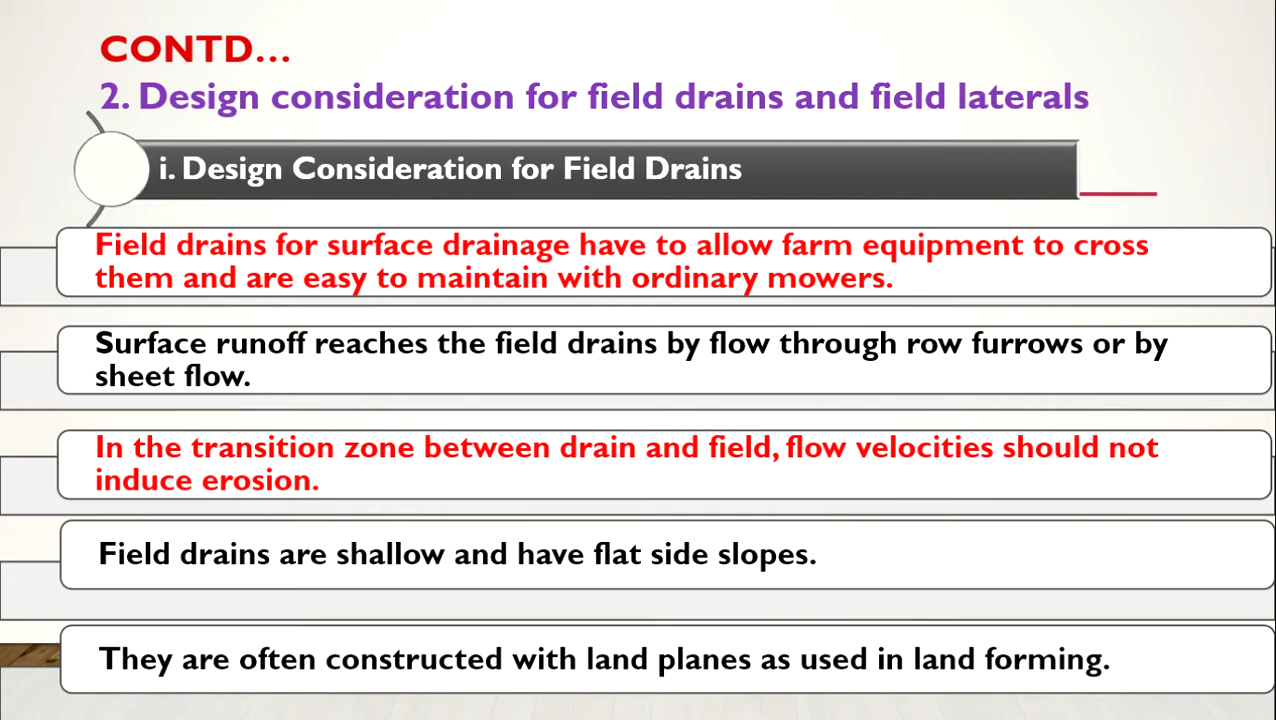 CONTD...
2. Design consideration for field drains and field laterals
i. Design Consideration for Field Drains
Field drains for surface drainage have to allow farm equipment to cross
them and are easy to maintain with ordinary mowers.
Surface runoff reaches the field drains by flow through row furrows or by
sheet flow.
In the transition zone between drain and field, flow velocities should not
induce erosion.
Field drains are shallow and have flat side slopes.
They are often constructed with land planes as used in land forming.